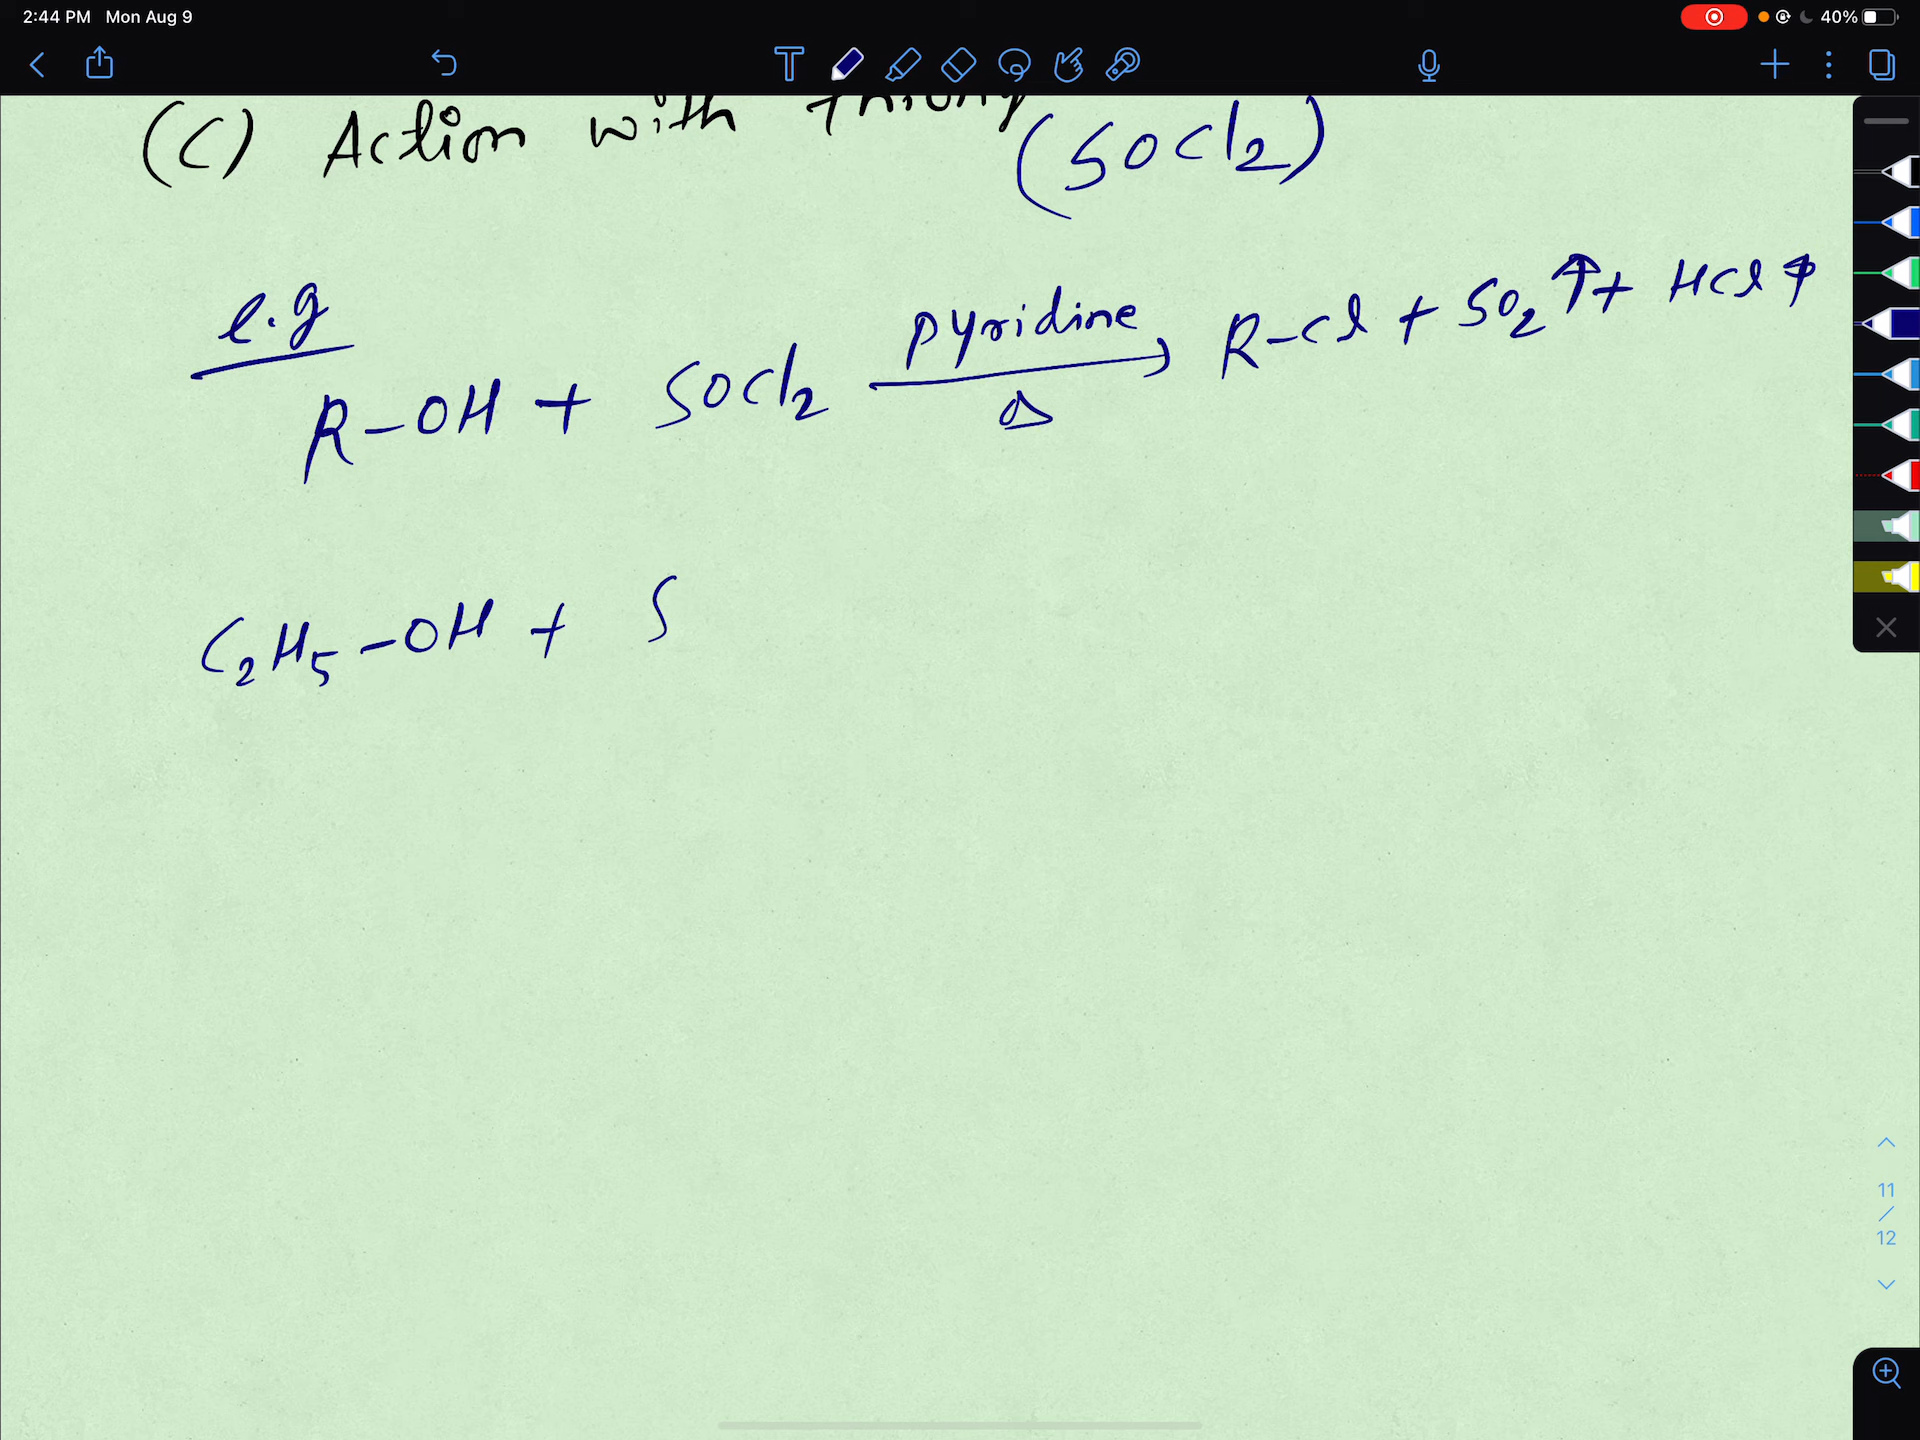 2:44 PM Mon Aug 9
40%
(C) Action with Thiony
(SOCl2)
e.g
R-OH + SOCl2 pyridine Δ → R-Cl + SO2↑ + HCl↑
C2H5-OH + S
11
/
12